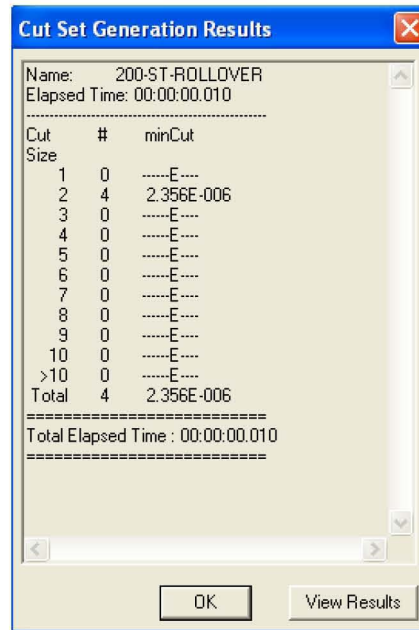 Cut Set Generation Results
Name: 200-ST-ROLLOVER
Elapsed Time: 00:00:00.010
--------------------------------------------------
Cut # minCut
Size
1 0 ------E----
2 4 2.356E-006
3 0 ------E----
4 0 ------E----
5 0 ------E----
6 0 ------E----
7 0 ------E----
8 0 ------E----
9 0 ------E----
10 0 ------E----
>10 0 ------E----
Total 4 2.356E-006
==========================
Total Elapsed Time : 00:00:00.010
==========================
OK View Results